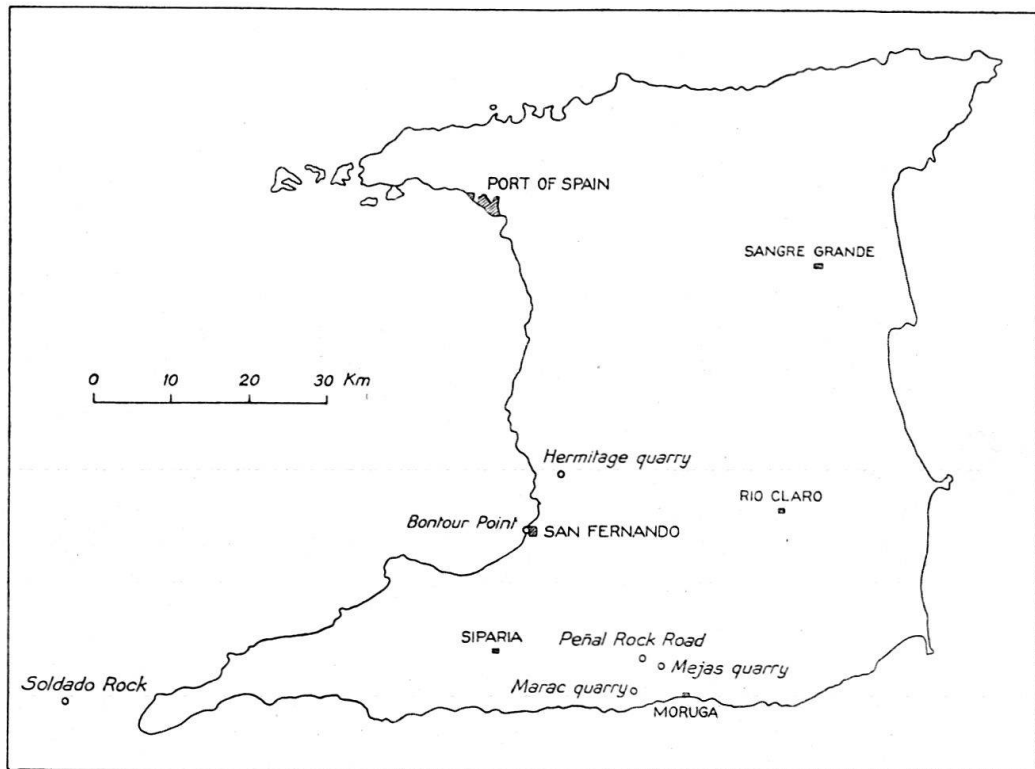 PORT OF SPAIN
SANGRE GRANDE
0 10 20 30 Km
Hermitage quarry
RIO CLARO
Bontour Point
SAN FERNANDO
SIPARIA
Peñal Rock Road
Mejas quarry
Soldado Rock
Marac quarry
MORUGA